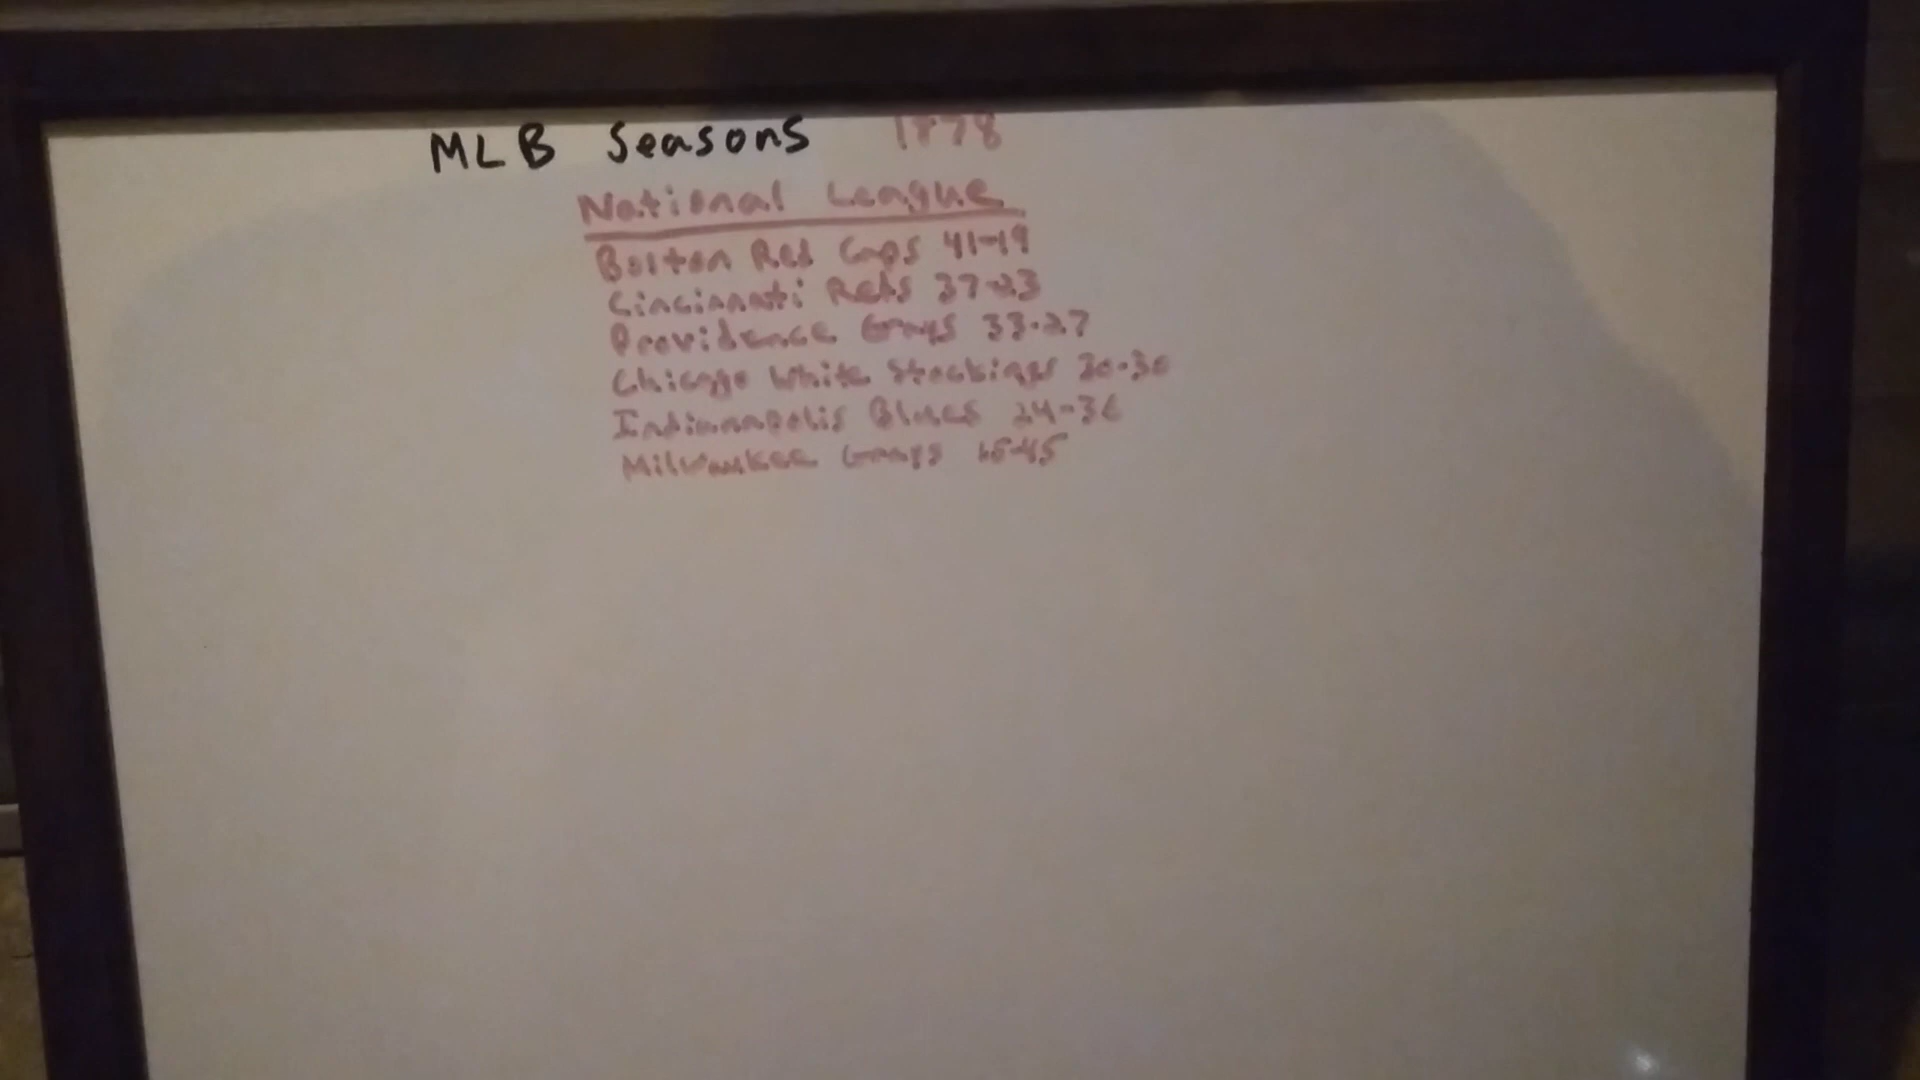 MLB Seasons 1878
National League
Boston Red Caps 41-19
Cincinnati Reds 37-23
Providence Grays 33-27
Chicago White Stockings 30-30
Indianapolis Blues 24-36
Milwaukee Grays 15-45